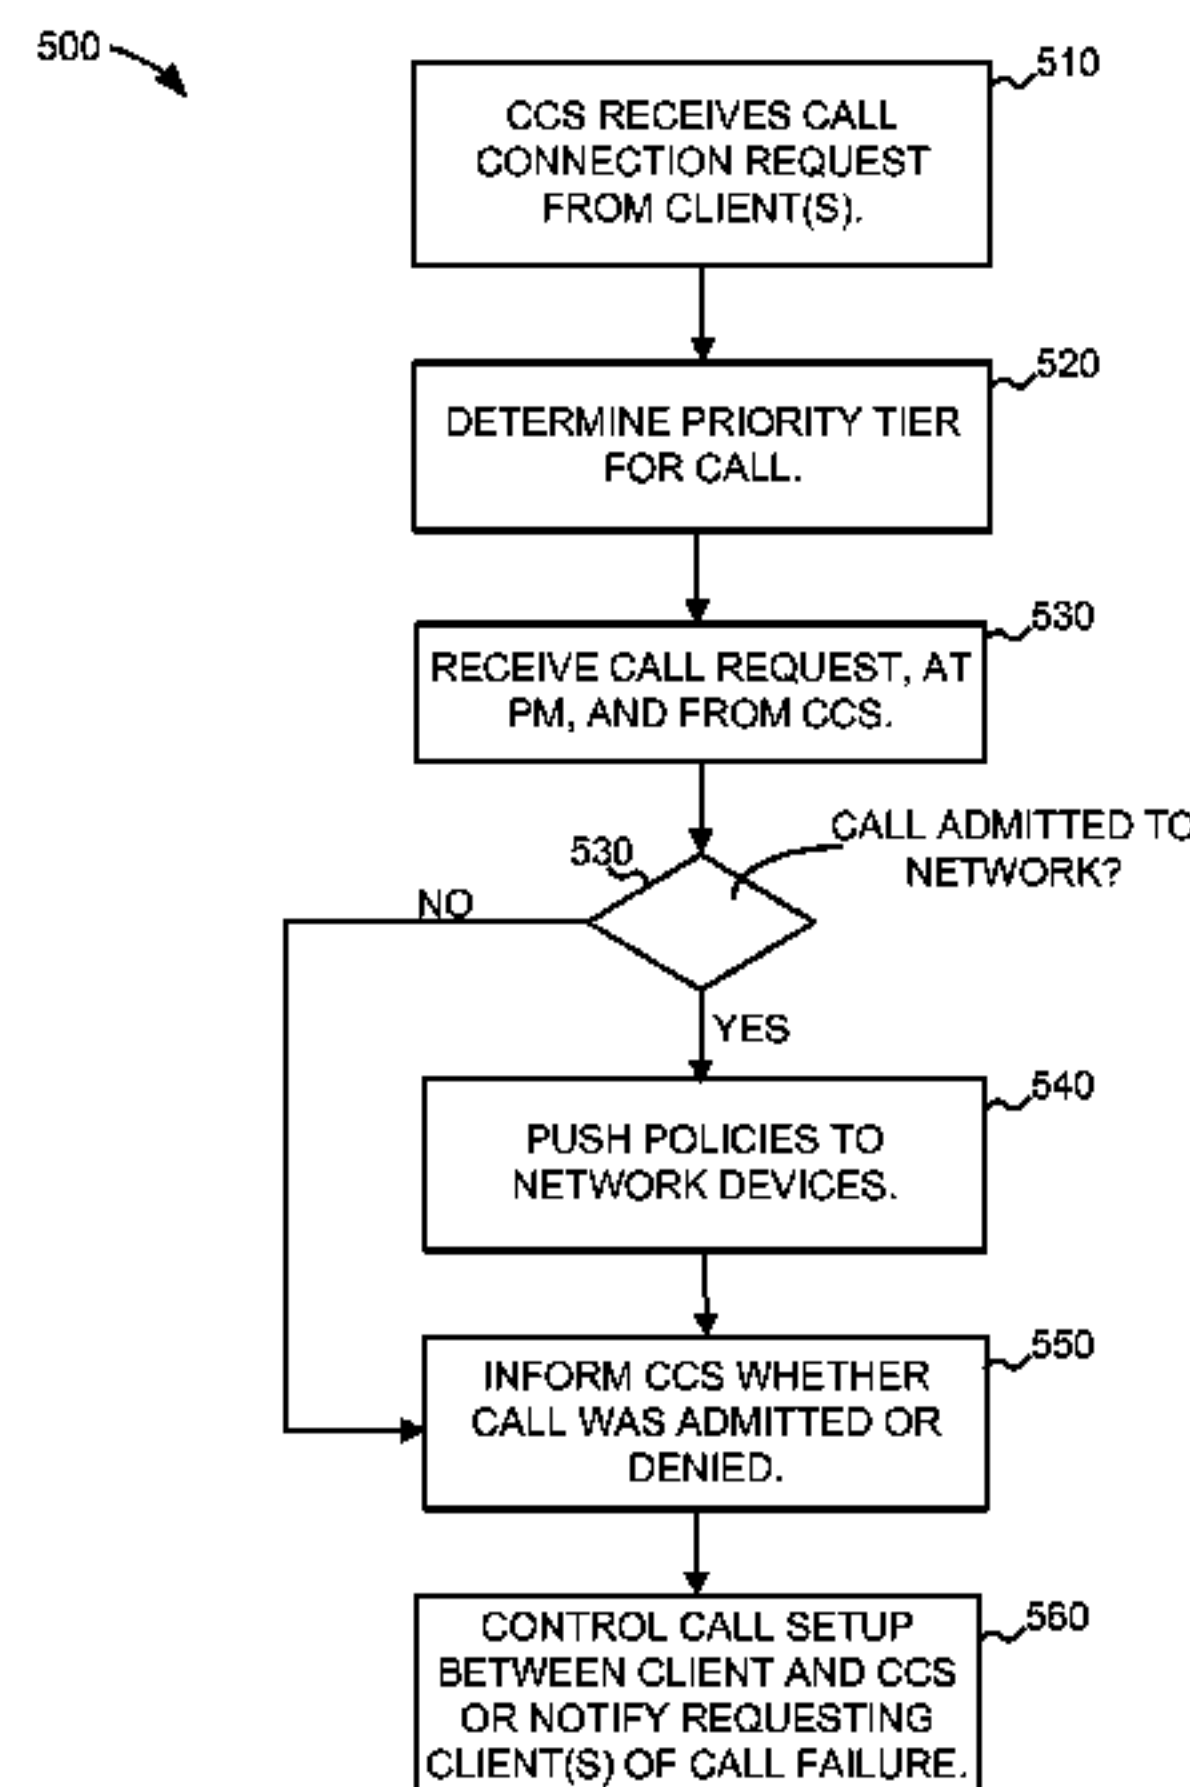 500
510
CCS RECEIVES CALL
CONNECTION REQUEST
FROM CLIENT(S).
520
DETERMINE PRIORITY TIER
FOR CALL.
530
RECEIVE CALL REQUEST, AT
PM, AND FROM CCS.
CALL ADMITTED TO
NETWORK?
530
NO
YES
540
PUSH POLICIES TO
NETWORK DEVICES.
550
INFORM CCS WHETHER
CALL WAS ADMITTED OR
DENIED.
560
CONTROL CALL SETUP
BETWEEN CLIENT AND CCS
OR NOTIFY REQUESTING
CLIENT(S) OF CALL FAILURE.